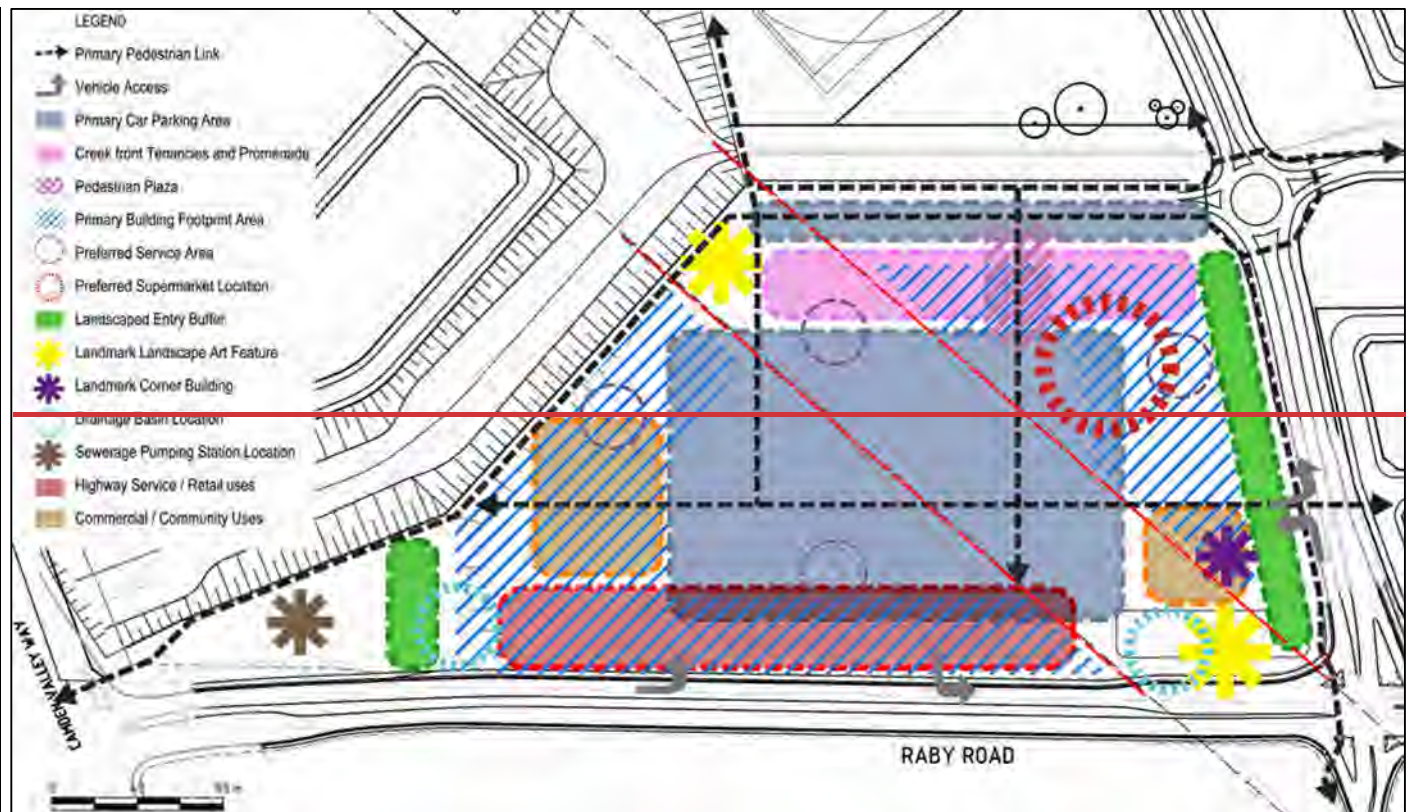 LEGEND
Primary Pedestrian Link
Vehicle Access
Primary Car Parking Area
Creek front Tenancies and Promenade
Pedestrian Plaza
Primary Building Footprint Area
Preferred Service Area
Preferred Supermarket Location
Landscaped Entry Buffer
Landmark Landscape Art Feature
Landmark Corner Building
Drainage Basin Location
Sewerage Pumping Station Location
Highway Service / Retail uses
Commercial / Community Uses
CAMDEN VALLEY WAY
RABY ROAD
0